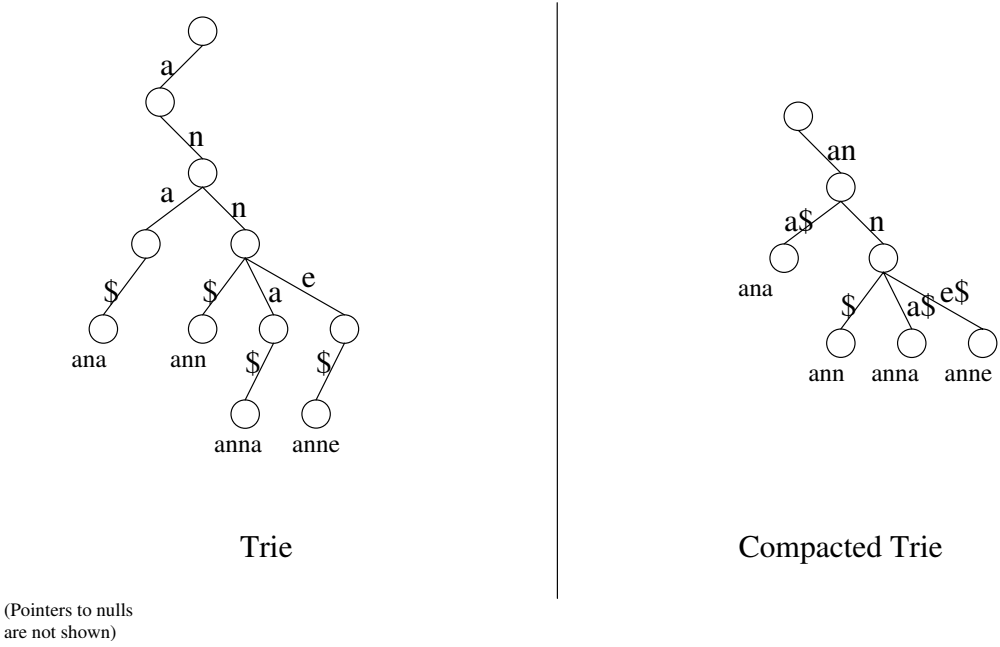 a
n
a
n
$
$
a
e
ana
ann
$
$
anna
anne
Trie
(Pointers to nulls
are not shown)
an
a$
n
ana
$
a$
e$
ann
anna
anne
Compacted Trie